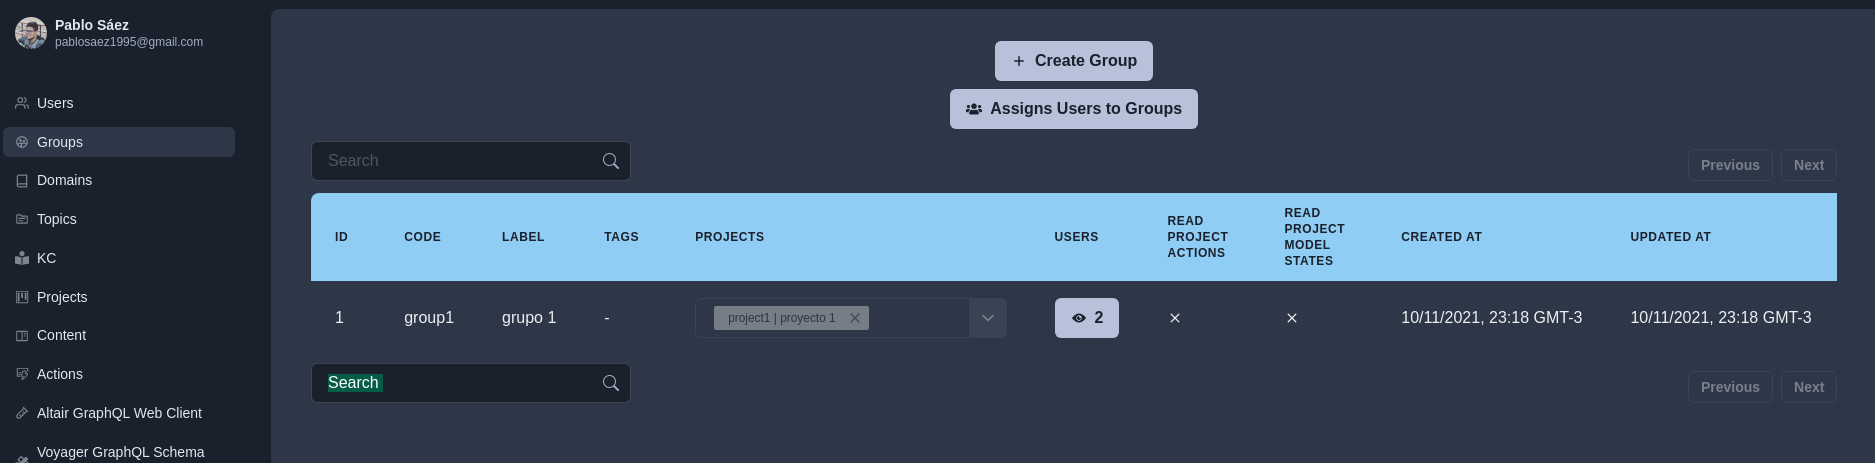 Pablo Sáez
pablosaez1995@gmail.com
Users
Groups
Domains
Topics
KC
Projects
Content
Actions
Altair GraphQL Web Client
Voyager GraphQL Schema
Create Group
Assigns Users to Groups
Search
Previous Next
ID CODE LABEL TAGS PROJECTS USERS READ PROJECT ACTIONS READ PROJECT MODEL STATES CREATED AT UPDATED AT
1 group1 grupo 1 - project1 | proyecto 1 2 10/11/2021, 23:18 GMT-3 10/11/2021, 23:18 GMT-3
Search
Previous Next